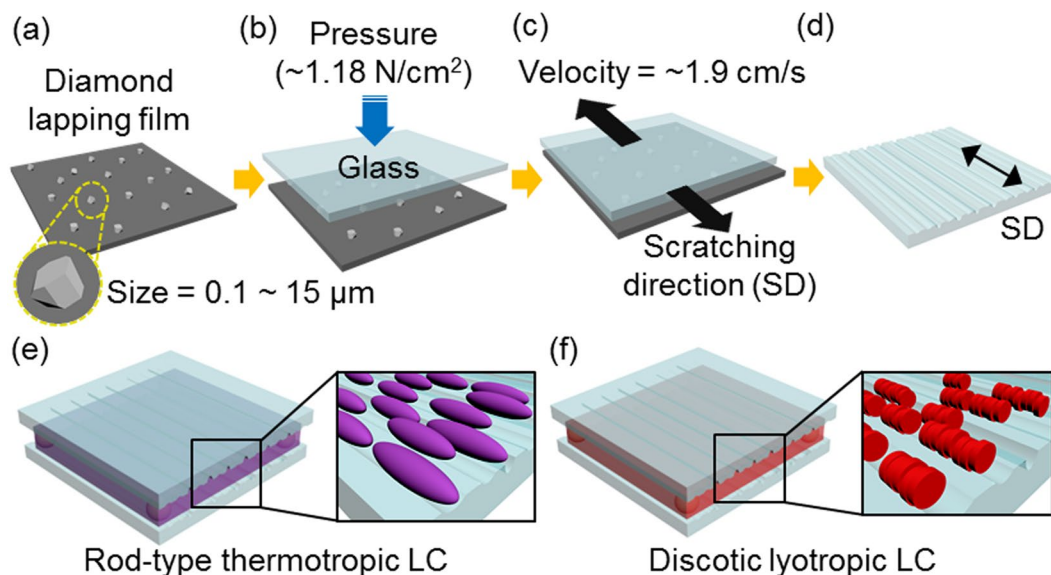 (a)
Diamond
lapping film
Size = 0.1 ~ 15 μm
(b)
Pressure
(~1.18 N/cm²)
Glass
(c)
Velocity = ~1.9 cm/s
Scratching
direction (SD)
(d)
SD
(e)
Rod-type thermotropic LC
(f)
Discotic lyotropic LC